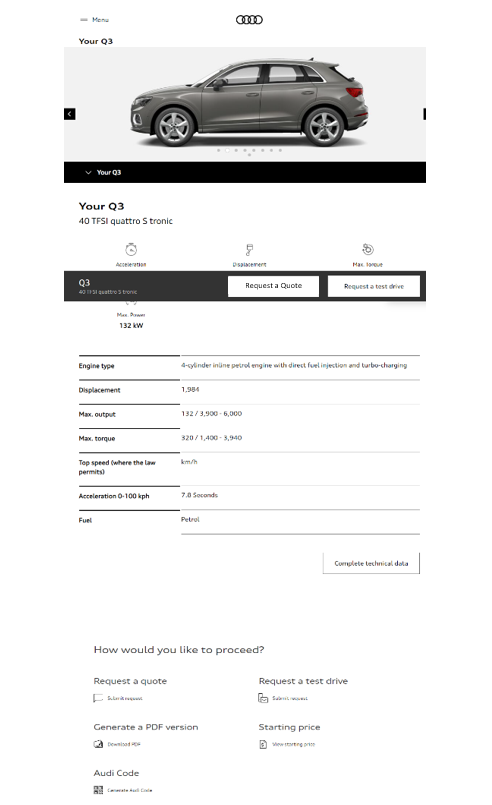 Menu
Your Q3
Your Q3
Your Q3
40 TFSI quattro S tronic
Acceleration
Displacement
Max. Torque
Q3
40 TFSI quattro S tronic
Request a Quote
Request a test drive
Max. Power
132 kW
Engine type
4-cylinder inline petrol engine with direct fuel injection and turbo-charging
Displacement
1,984
Max. output
132 / 3,900 - 6,000
Max. torque
320 / 1,400 - 3,940
Top speed (where the law
permits)
km/h
Acceleration 0-100 kph
7.8 Seconds
Fuel
Petrol
Complete technical data
How would you like to proceed?
Request a quote
Submit request
Request a test drive
Submit request
Generate a PDF version
Download PDF
Starting price
View starting price
Audi Code
Generate Audi Code